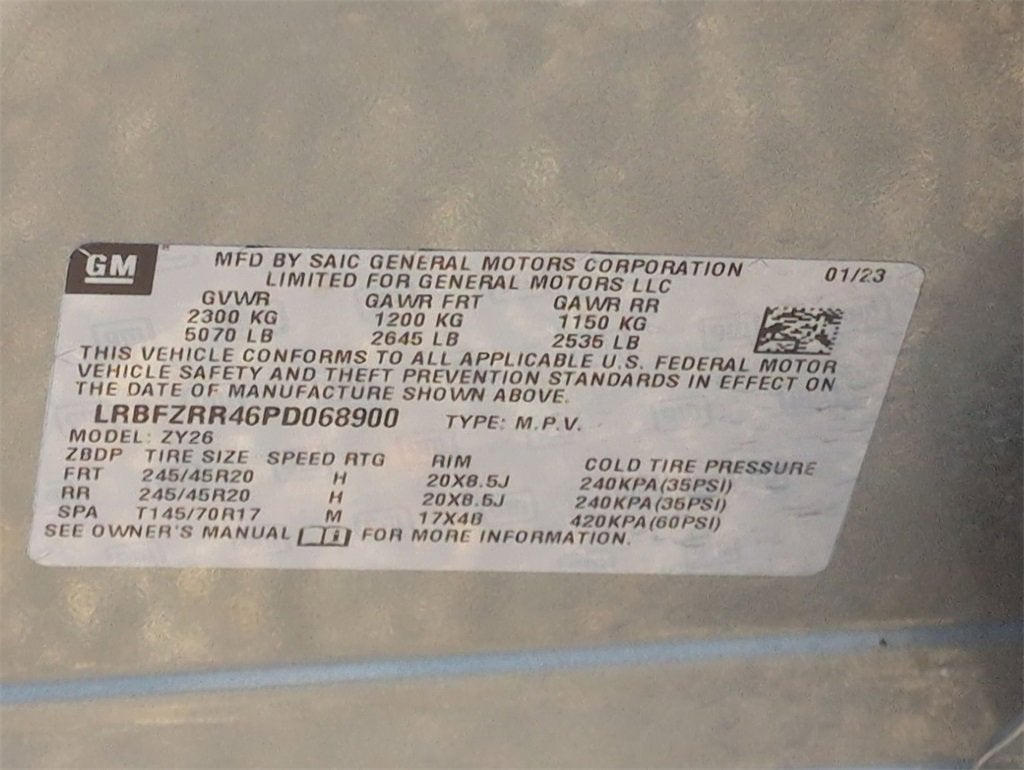 GM
MFD BY SAIC GENERAL MOTORS CORPORATION 01/23
LIMITED FOR GENERAL MOTORS LLC
GVWR GAWR FRT GAWR RR
2300 KG 1200 KG 1150 KG
5070 LB 2645 LB 2535 LB
THIS VEHICLE CONFORMS TO ALL APPLICABLE U.S. FEDERAL MOTOR
VEHICLE SAFETY AND THEFT PREVENTION STANDARDS IN EFFECT ON
THE DATE OF MANUFACTURE SHOWN ABOVE.
LRBFZRR46PD068900 TYPE: M.P.V.
MODEL: ZY26
ZBDP TIRE SIZE SPEED RTG RIM COLD TIRE PRESSURE
FRT 245/45R20 H 20X8.5J 240KPA(35PSI)
RR 245/45R20 H 20X8.5J 240KPA(35PSI)
SPA T145/70R17 M 17X4B 420KPA(60PSI)
SEE OWNER'S MANUAL FOR MORE INFORMATION.